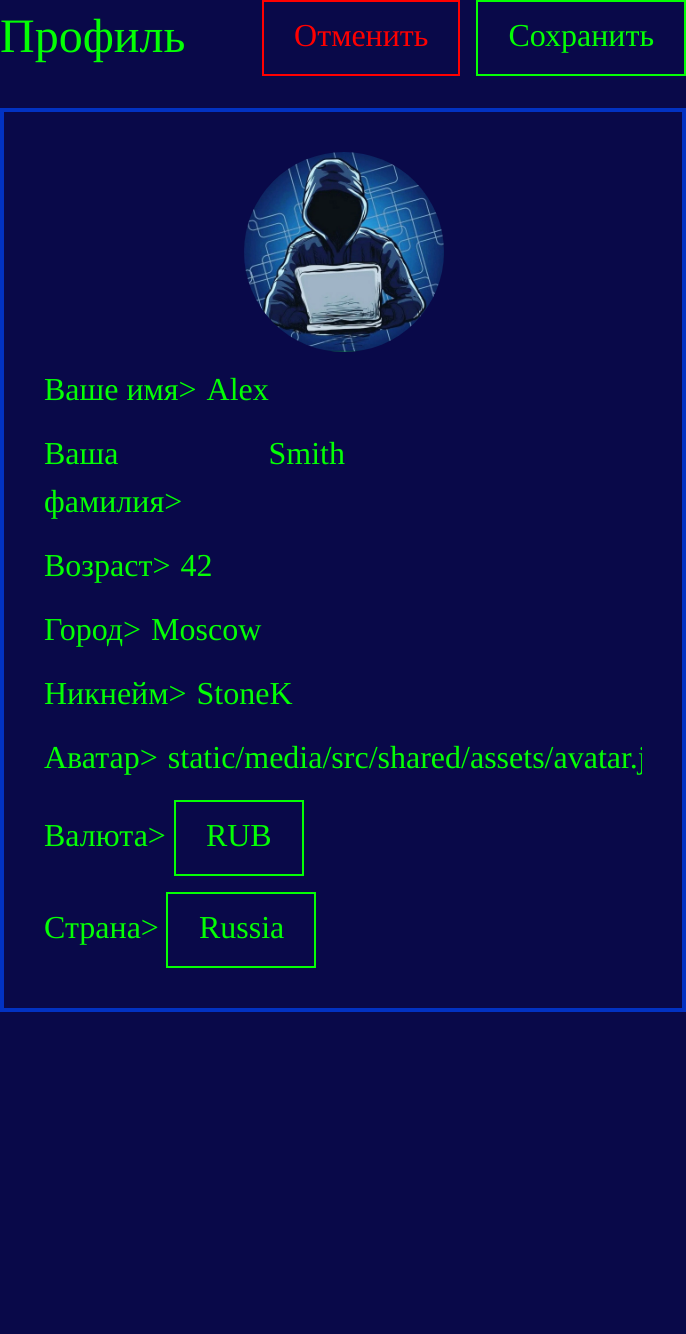 Профиль Отменить Сохранить
Ваше имя> Alex
Ваша Smith
фамилия>
Возраст> 42
Город> Moscow
Никнейм> StoneK
Аватар> static/media/src/shared/assets/avatar.j
Валюта> RUB
Страна> Russia